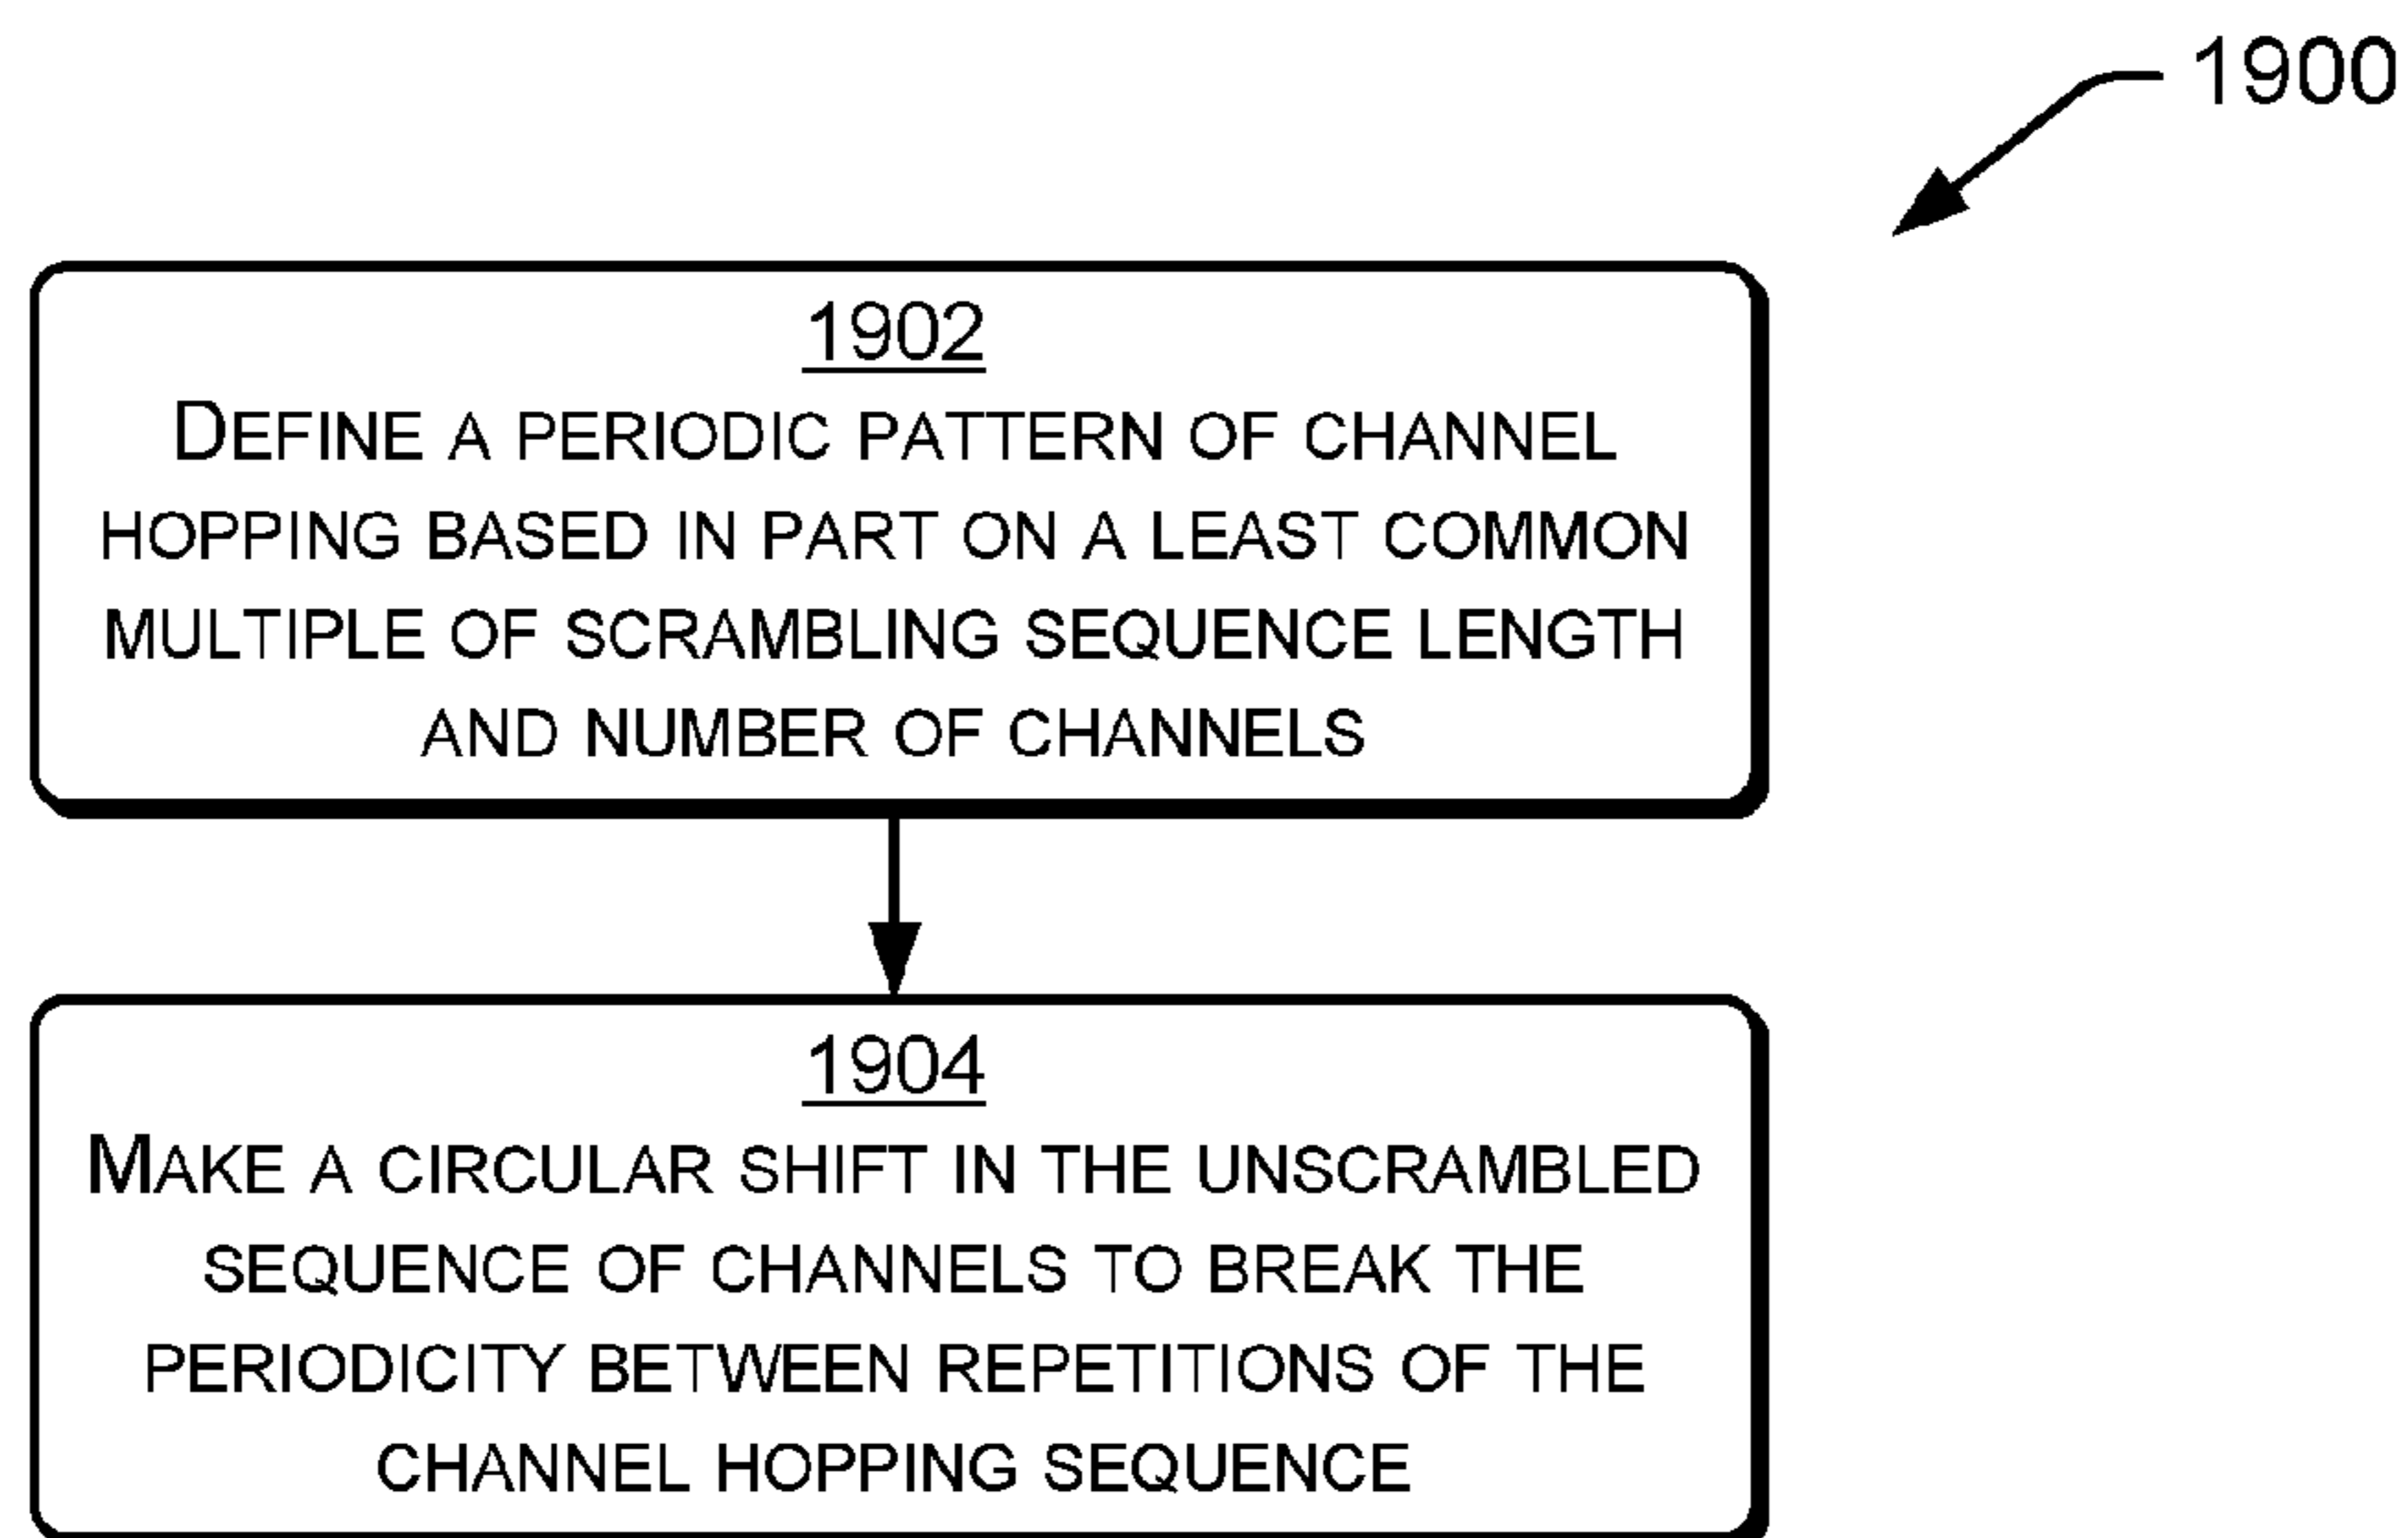 1900
1902
DEFINE A PERIODIC PATTERN OF CHANNEL
HOPPING BASED IN PART ON A LEAST COMMON
MULTIPLE OF SCRAMBLING SEQUENCE LENGTH
AND NUMBER OF CHANNELS
1904
MAKE A CIRCULAR SHIFT IN THE UNSCRAMBLED
SEQUENCE OF CHANNELS TO BREAK THE
PERIODICITY BETWEEN REPETITIONS OF THE
CHANNEL HOPPING SEQUENCE